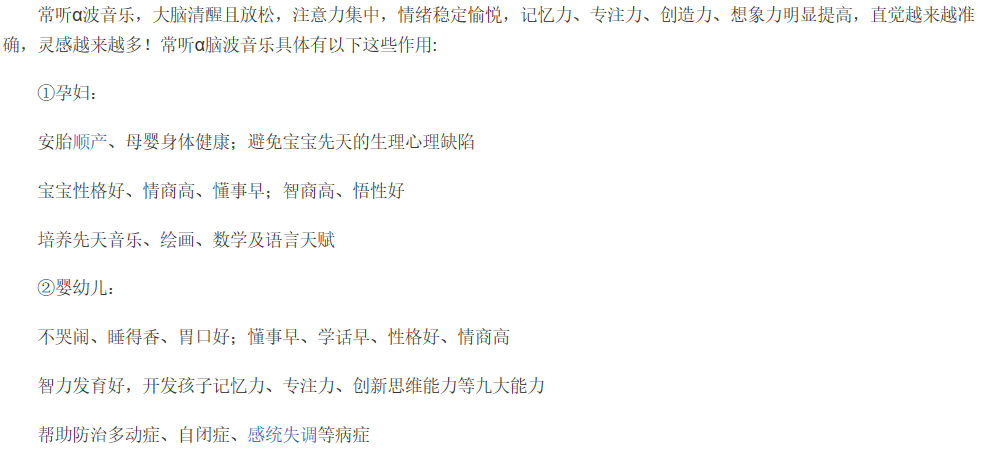 常听α波音乐，大脑清醒且放松，注意力集中，情绪稳定愉悦，记忆力、专注力、创造力、想象力明显提高，直觉越来越准
确，灵感越来越多！常听α脑波音乐具体有以下这些作用:
①孕妇：
安胎顺产、母婴身体健康；避免宝宝先天的生理心理缺陷
宝宝性格好、情商高、懂事早；智商高、悟性好
培养先天音乐、绘画、数学及语言天赋
②婴幼儿：
不哭闹、睡得香、胃口好；懂事早、学话早、性格好、情商高
智力发育好，开发孩子记忆力、专注力、创新思维能力等九大能力
帮助防治多动症、自闭症、感统失调等病症